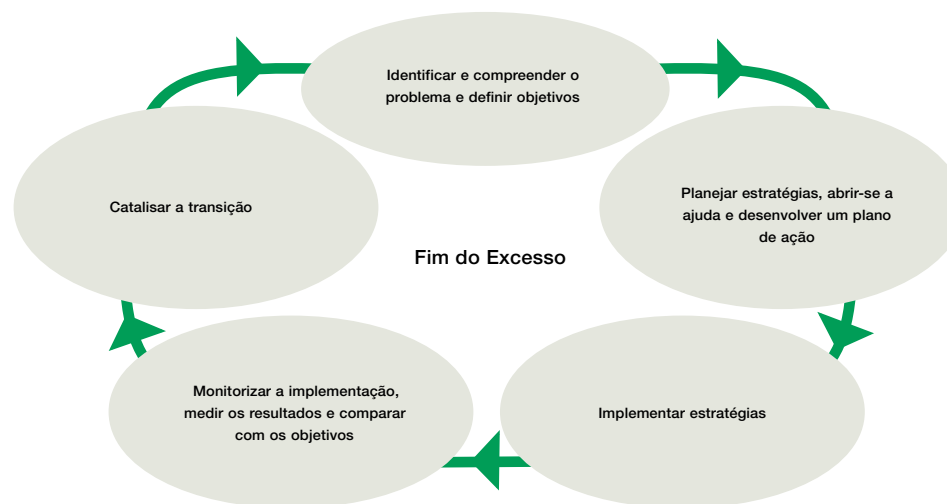 Identificar e compreender o
problema e definir objetivos
Planejar estratégias, abrir-se a
ajuda e desenvolver um plano
de ação
Implementar estratégias
Monitorizar a implementação,
medir os resultados e comparar
com os objetivos
Catalisar a transição
Fim do Excesso